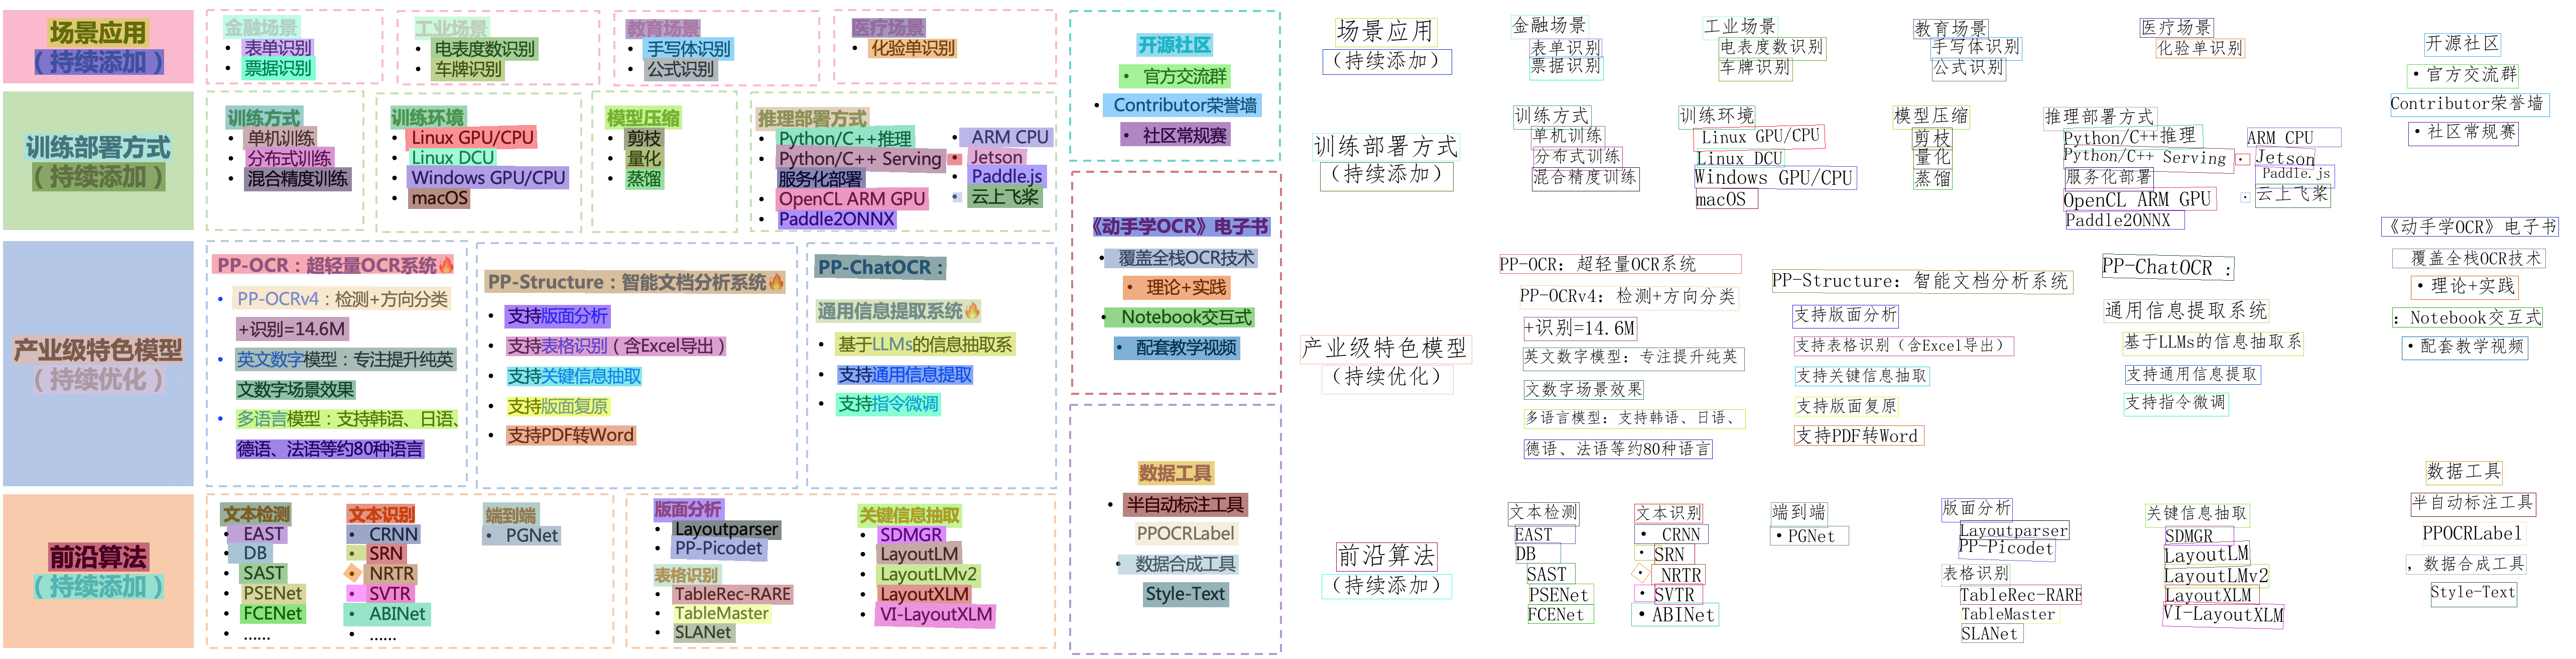 场景应用
（持续添加）
金融场景
• 表单识别
• 票据识别
工业场景
• 电表度数识别
• 车牌识别
教育场景
• 手写体识别
• 公式识别
医疗场景
• 化验单识别
训练部署方式
（持续添加）
训练方式
• 单机训练
• 分布式训练
• 混合精度训练
训练环境
• Linux GPU/CPU
• Linux DCU
• Windows GPU/CPU
• macOS
模型压缩
• 剪枝
• 量化
• 蒸馏
推理部署方式
• Python/C++推理
• Python/C++ Serving
服务化部署
• OpenCL ARM GPU
• Paddle2ONNX
• ARM CPU
• Jetson
• Paddle.js
• 云上飞桨
产业级特色模型
（持续优化）
PP-OCR：超轻量OCR系统🔥
• PP-OCRv4：检测+方向分类
+识别=14.6M
• 英文数字模型：专注提升纯英
文数字场景效果
• 多语言模型：支持韩语、日语、
德语、法语等约80种语言
PP-Structure：智能文档分析系统🔥
• 支持版面分析
• 支持表格识别（含Excel导出）
• 支持关键信息抽取
• 支持版面复原
• 支持PDF转Word
PP-ChatOCR：
通用信息提取系统🔥
• 基于LLMs的信息抽取系
• 支持通用信息提取
• 支持指令微调
前沿算法
（持续添加）
文本检测
• EAST
• DB
• SAST
• PSENet
• FCENet
• ……
文本识别
• CRNN
• SRN
• NRTR
• SVTR
• ABINet
• ……
端到端
• PGNet
版面分析
• Layoutparser
• PP-Picodet
表格识别
• TableRec-RARE
• TableMaster
• SLANet
关键信息抽取
• SDMGR
• LayoutLM
• LayoutLMv2
• LayoutXLM
• VI-LayoutXLM
开源社区
• 官方交流群
• Contributor荣誉墙
• 社区常规赛
《动手学OCR》电子书
• 覆盖全栈OCR技术
• 理论+实践
• Notebook交互式
• 配套教学视频
数据工具
• 半自动标注工具
PPOCRLabel
• 数据合成工具
Style-Text
场景应用
（持续添加）
金融场景
表单识别
票据识别
工业场景
电表度数识别
车牌识别
教育场景
手写体识别
公式识别
医疗场景
化验单识别
训练部署方式
（持续添加）
训练方式
单机训练
分布式训练
混合精度训练
训练环境
Linux GPU/CPU
Linux DCU
Windows GPU/CPU
macOS
模型压缩
剪枝
量化
蒸馏
推理部署方式
Python/C++推理
Python/C++ Serving
服务化部署
OpenCL ARM GPU
Paddle2ONNX
ARM CPU
• Jetson
Paddle.js
• 云上飞桨
产业级特色模型
（持续优化）
PP-OCR：超轻量OCR系统
PP-OCRv4：检测+方向分类
+识别=14.6M
英文数字模型：专注提升纯英
文数字场景效果
多语言模型：支持韩语、日语、
德语、法语等约80种语言
PP-Structure：智能文档分析系统
支持版面分析
支持表格识别（含Excel导出）
支持关键信息抽取
支持版面复原
支持PDF转Word
PP-ChatOCR：
通用信息提取系统
基于LLMs的信息抽取系
支持通用信息提取
支持指令微调
前沿算法
（持续添加）
文本检测
EAST
DB
SAST
PSENet
FCENet
文本识别
• CRNN
• SRN
• NRTR
• SVTR
• ABINet
端到端
• PGNet
版面分析
Layoutparser
PP-Picodet
表格识别
TableRec-RARE
TableMaster
SLANet
关键信息抽取
SDMGR
LayoutLM
LayoutLMv2
LayoutXLM
VI-LayoutXLM
开源社区
• 官方交流群
Contributor荣誉墙
• 社区常规赛
《动手学OCR》电子书
覆盖全栈OCR技术
• 理论+实践
：Notebook交互式
• 配套教学视频
数据工具
半自动标注工具
PPOCRLabel
，数据合成工具
Style-Text